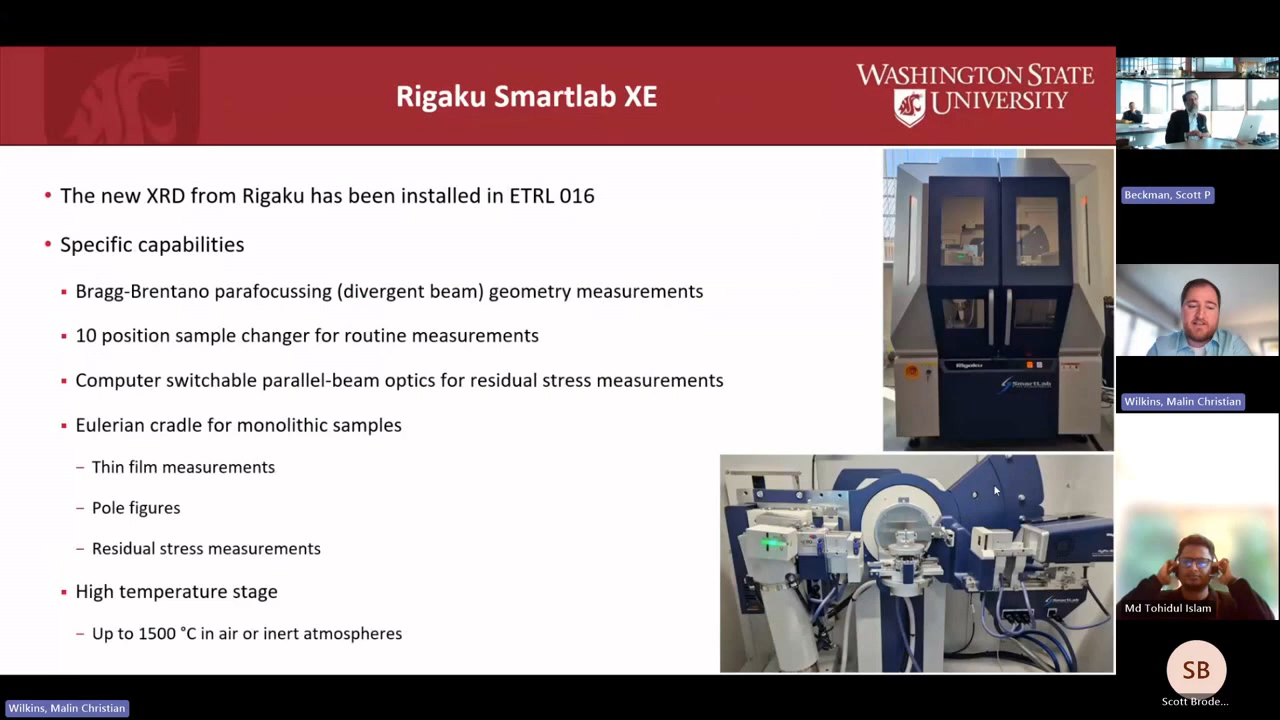 Rigaku Smartlab XE
WASHINGTON STATE
UNIVERSITY
• The new XRD from Rigaku has been installed in ETRL 016
• Specific capabilities
▪ Bragg-Brentano parafocussing (divergent beam) geometry measurements
▪ 10 position sample changer for routine measurements
▪ Computer switchable parallel-beam optics for residual stress measurements
▪ Eulerian cradle for monolithic samples
– Thin film measurements
– Pole figures
– Residual stress measurements
▪ High temperature stage
– Up to 1500 °C in air or inert atmospheres
Rigaku
SmartLab
SmartLab
Beckman, Scott P
Wilkins, Malin Christian
Md Tohidul Islam
SB
Scott Brode...
Wilkins, Malin Christian